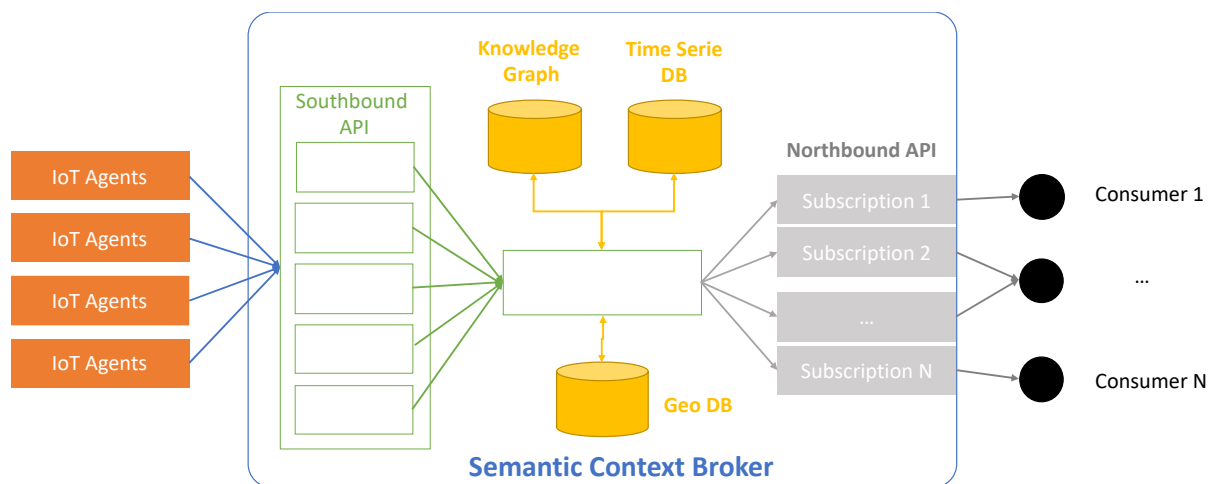 Knowledge
Graph
Time Serie
DB
Southbound
API
Northbound API
IoT Agents
IoT Agents
IoT Agents
IoT Agents
Subscription 1
Subscription 2
...
Subscription N
Consumer 1
...
Consumer N
Geo DB
Semantic Context Broker